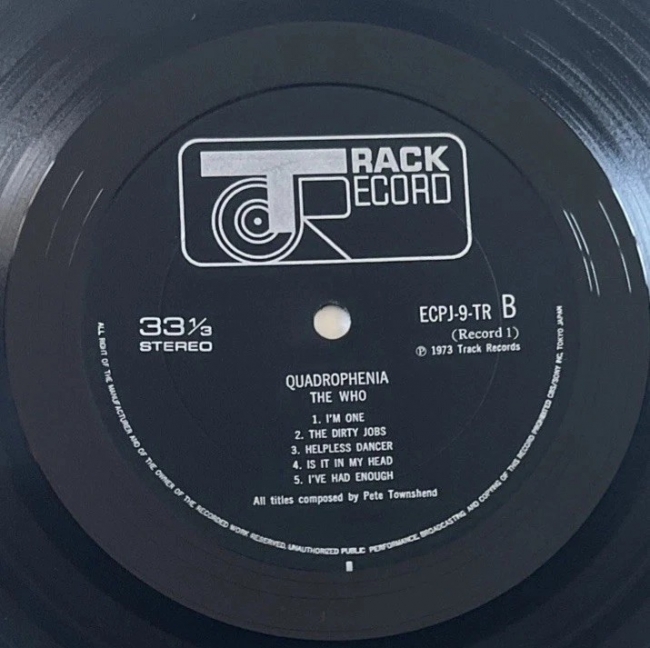 TRACK
RECORD
33 1/3
STEREO
ECPJ-9-TR B
(Record 1)
Ⓟ 1973 Track Records
QUADROPHENIA
THE WHO
1. I'M ONE
2. THE DIRTY JOBS
3. HELPLESS DANCER
4. IS IT IN MY HEAD
5. I'VE HAD ENOUGH
All titles composed by Pete Townshend
ALL RIGHT OF THE MANUFACTURER AND OF THE OWNER OF THE RECORDED WORK RESERVED. UNAUTHORIZED PUBLIC PERFORMANCE, BROADCASTING AND COPYING OF THIS RECORD PROHIBITED CBS/SONY INC. TOKYO JAPAN